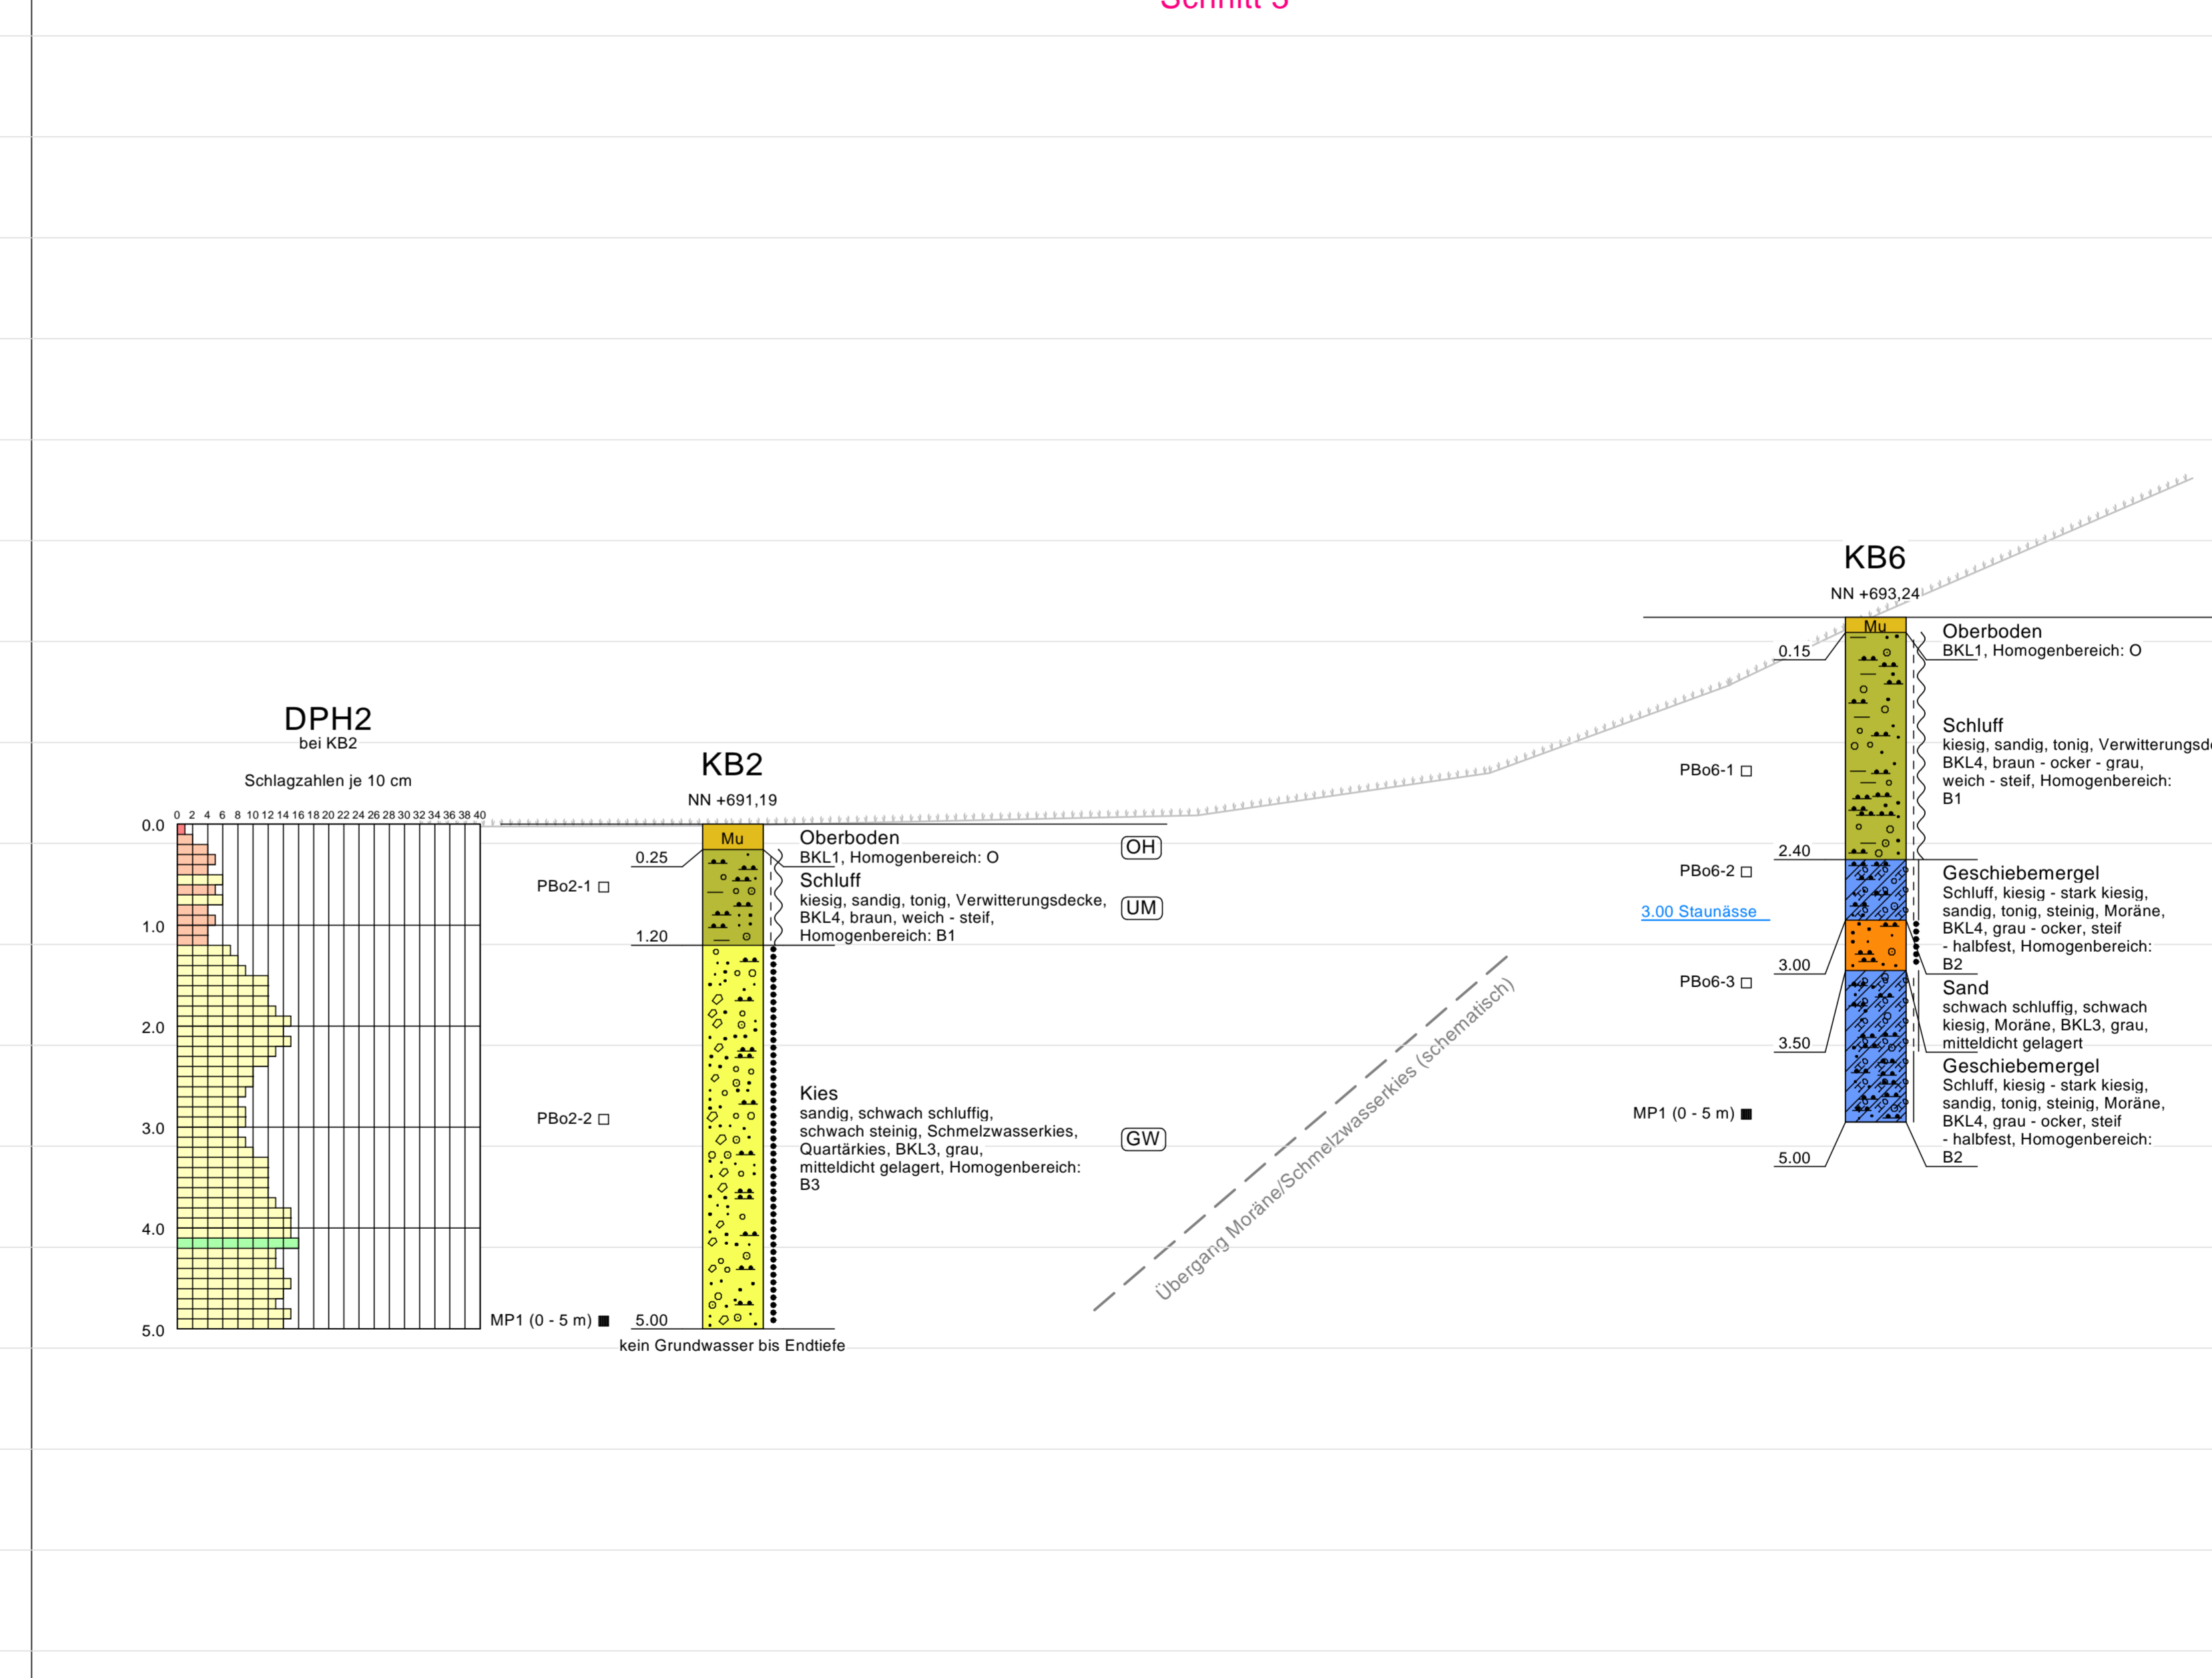 Schnitt 3
KB6
NN +693,24
Mu
Oberboden
BKL1, Homogenbereich: O
0.15
Schluff
kiesig, sandig, tonig,
BKL4, braun - ocker - grau,
weich - steif, Homogenbereich:
B1
PBo6-1
2.40
PBo6-2
Geschiebemergel
Schluff, kiesig - stark kiesig,
sandig, tonig, steinig, Moräne,
BKL4, grau - ocker, steif
- halbfest, Homogenbereich:
B2
3.00 Staunässe
3.00
PBo6-3
Sand
schwach schluffig, schwach
kiesig, Moräne, BKL3, grau,
mitteldicht gelagert
3.50
Geschiebemergel
Schluff, kiesig - stark kiesig,
sandig, tonig, steinig, Moräne,
BKL4, grau - ocker, steif
- halbfest, Homogenbereich:
B2
MP1 (0 - 5 m)
5.00
DPH2
bei KB2
Schlagzahlen je 10 cm
0 2 4 6 8 10 12 14 16 18 20 22 24 26 28 30 32 34 36 38 40
0.0
1.0
2.0
3.0
4.0
5.0
KB2
NN +691,19
Mu
Oberboden
BKL1, Homogenbereich: O
OH
0.25
PBo2-1
Schluff
kiesig, sandig, tonig, Verwitterungsdecke,
BKL4, braun, weich - steif,
Homogenbereich: B1
UM
1.20
Kies
sandig, schwach schluffig,
schwach steinig, Schmelzwasserkies,
Quartärkies, BKL3, grau,
mitteldicht gelagert, Homogenbereich:
B3
PBo2-2
GW
MP1 (0 - 5 m)
5.00
kein Grundwasser bis Endtiefe
Übergang Moräne/Schmelzwasserkies (schematisch)